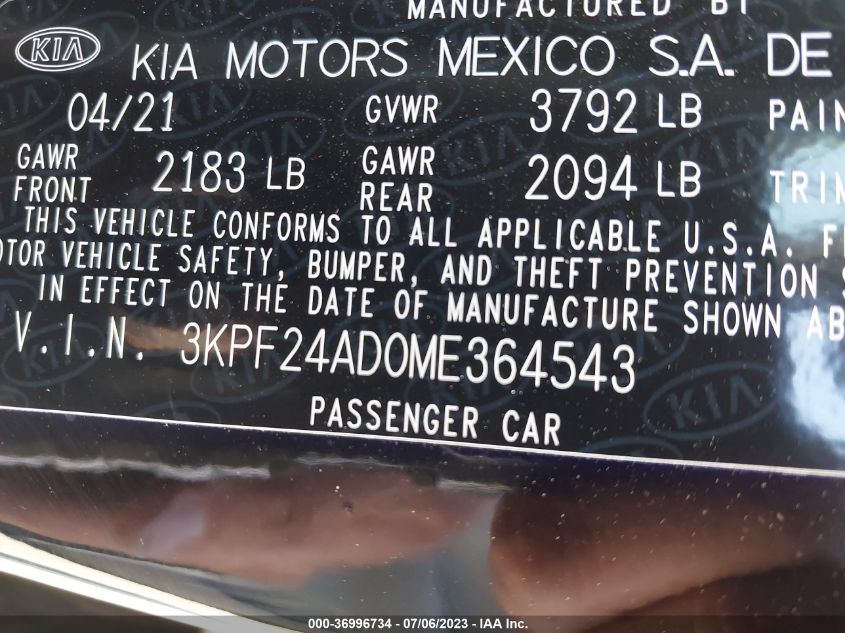 MANUFACTURED BY
KIA KIA MOTORS MEXICO S.A. DE
04/21 GVWR 3792 LB
GAWR FRONT 2183 LB GAWR REAR 2094 LB
THIS VEHICLE CONFORMS TO ALL APPLICABLE U.S.A.
VEHICLE SAFETY, BUMPER, AND THEFT PREVENTION
IN EFFECT ON THE DATE OF MANUFACTURE SHOWN
V.I.N. 3KPF24AD0ME364543
PASSENGER CAR
000-36996734 - 07/06/2023 - IAA Inc.